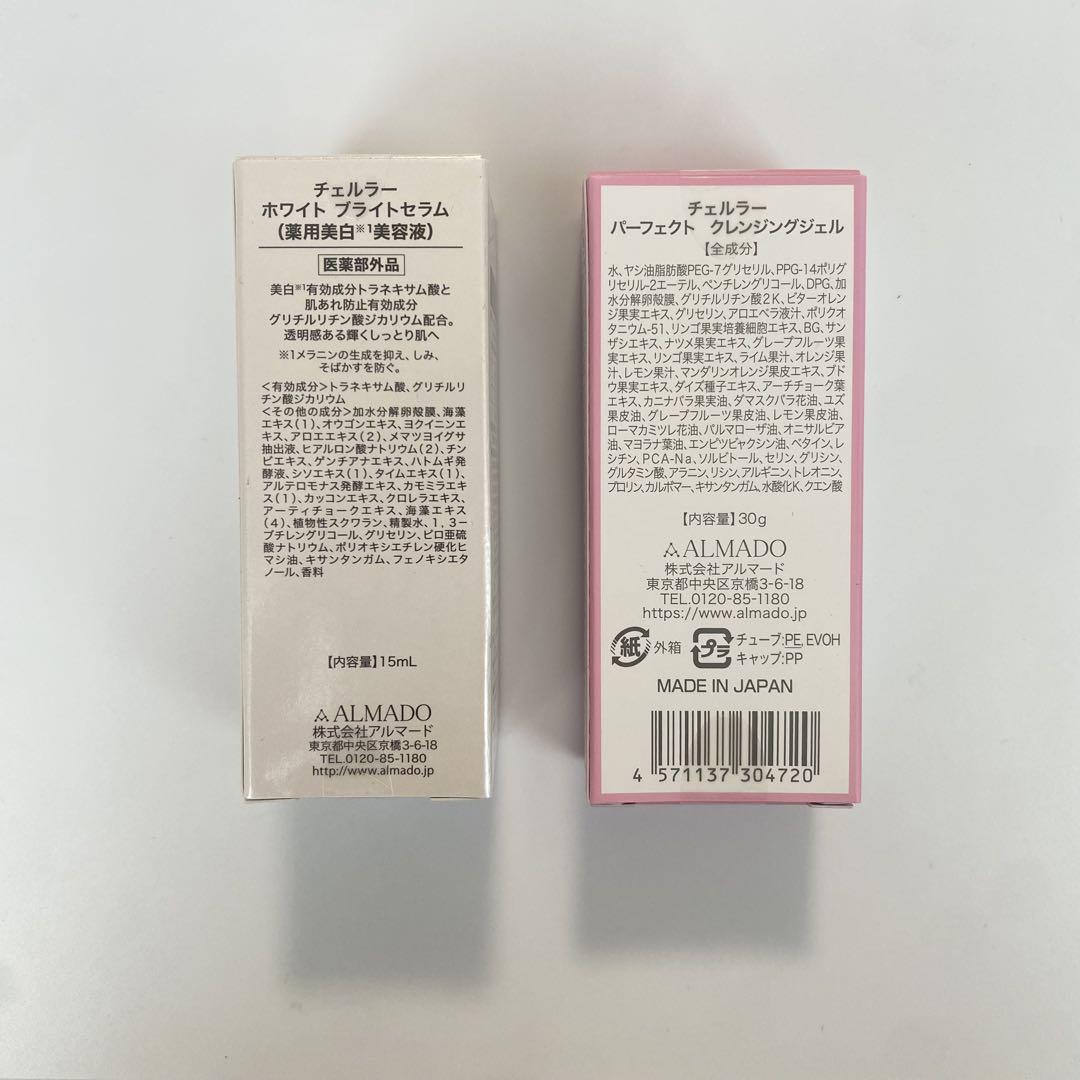 チェルラー
ホワイト ブライトセラム
(薬用美白※1美容液)
医薬部外品
美白※1有効成分トラネキサム酸と
肌あれ防止有効成分
グリチルリチン酸ジカリウム配合。
透明感ある輝くしっとり肌へ
※1メラニンの生成を抑え、しみ、
そばかすを防ぐ。
<有効成分>トラネキサム酸、グリチルリ
チン酸ジカリウム
<その他の成分>加水分解卵殻膜、海藻
エキス(1)、オウゴンエキス、ヨクイニンエ
キス、アロエエキス(2)、メマツヨイグサ
抽出液、ヒアルロン酸ナトリウム(2)、チン
ピエキス、ゲンチアナエキス、ハトムギ発
酵液、シソエキス(1)、タイムエキス(1)、
アルテロモナス発酵エキス、カモミラエキ
ス(1)、カッコンエキス、クロレラエキス、
アーティチョークエキス、海藻エキス
(4)、植物性スクワラン、精製水、1,3-
ブチレングリコール、グリセリン、ピロ亜硫
酸ナトリウム、ポリオキシエチレン硬化ヒ
マシ油、キサンタンガム、フェノキシエタ
ノール、香料
【内容量】15mL
ALMADO
株式会社アルマード
東京都中央区京橋3-6-18
TEL.0120-85-1180
http://www.almado.jp
チェルラー
パーフェクト クレンジングジェル
【全成分】
水、ヤシ油脂肪酸PEG-7グリセリル、PPG-14ポリグ
リセリル-2エーテル、ペンチレングリコール、DPG、加
水分解卵殻膜、グリチルリチン酸2K、ビターオレン
ジ果実エキス、グリセリン、アロエベラ液汁、ポリクオ
タニウム-51、リンゴ果実培養細胞エキス、BG、サン
ザシエキス、ナツメ果実エキス、グレープフルーツ果
実エキス、リンゴ果実エキス、ライム果汁、オレンジ果
汁、レモン果汁、マンダリンオレンジ果皮エキス、ブド
ウ果実エキス、ダイズ種子エキス、アーチチョーク葉
エキス、カニナバラ果実油、ダマスクバラ花油、ユズ
果皮油、グレープフルーツ果皮油、レモン果皮油、
ローマカミツレ花油、パルマローザ油、オニサルビア
油、マヨラナ葉油、エンピツビャクシン油、ベタイン、レ
シチン、PCA-Na、ソルビトール、セリン、グリシン、
グルタミン酸、アラニン、リシン、アルギニン、トレオニン、
プロリン、カルボマー、キサンタンガム、水酸化K、クエン酸
【内容量】30g
ALMADO
株式会社アルマード
東京都中央区京橋3-6-18
TEL.0120-85-1180
https://www.almado.jp
紙 外箱 プラ チューブ:PE, EVOH
キャップ:PP
MADE IN JAPAN
4 571137 304720